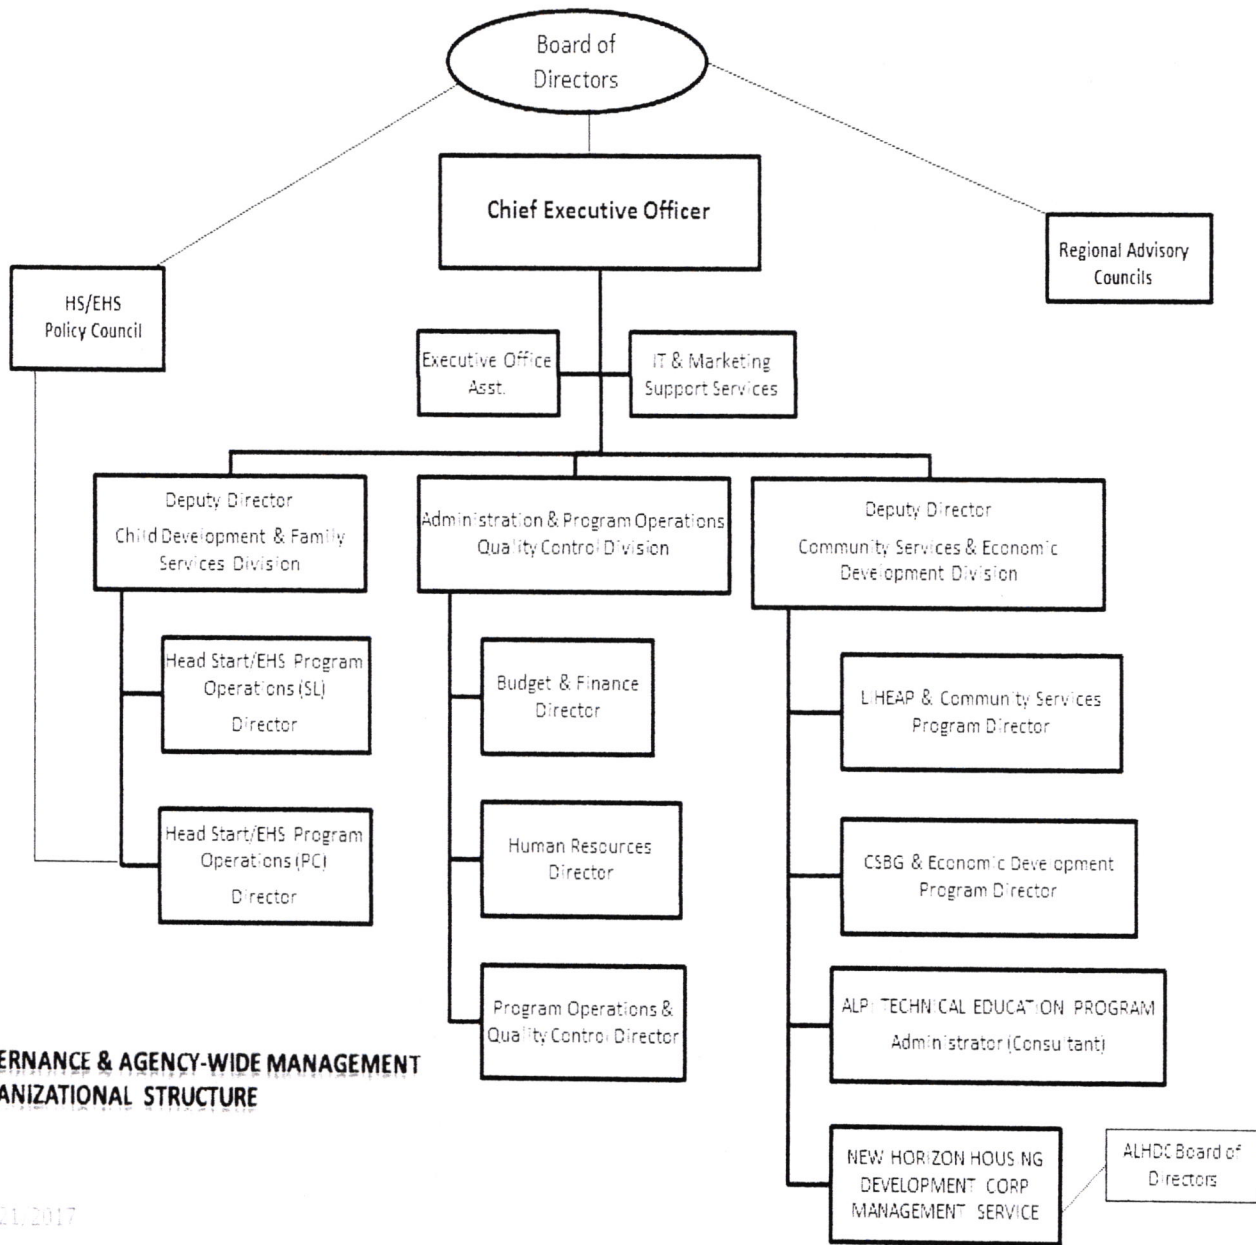 Board of
Directors
Chief Executive Officer
Regional Advisory
Councils
HS/EHS
Policy Council
Executive Office
Asst.
IT & Marketing
Support Services
Deputy Director
Child Development & Family
Services Division
Administration & Program Operations
Quality Control Division
Deputy Director
Community Services & Economic
Development Division
Head Start/EHS Program
Operations (SL)
Director
Budget & Finance
Director
LIHEAP & Community Services
Program Director
Head Start/EHS Program
Operations (PC)
Director
Human Resources
Director
CSBG & Economic Development
Program Director
Program Operations &
Quality Control Director
ALPI TECHNICAL EDUCATION PROGRAM
Administrator (Consultant)
ERNANCE & AGENCY-WIDE MANAGEMENT
ANIZATIONAL STRUCTURE
NEW HORIZON HOUSING
DEVELOPMENT CORP
MANAGEMENT SERVICE
ALHDC Board of
Directors
21, 2017